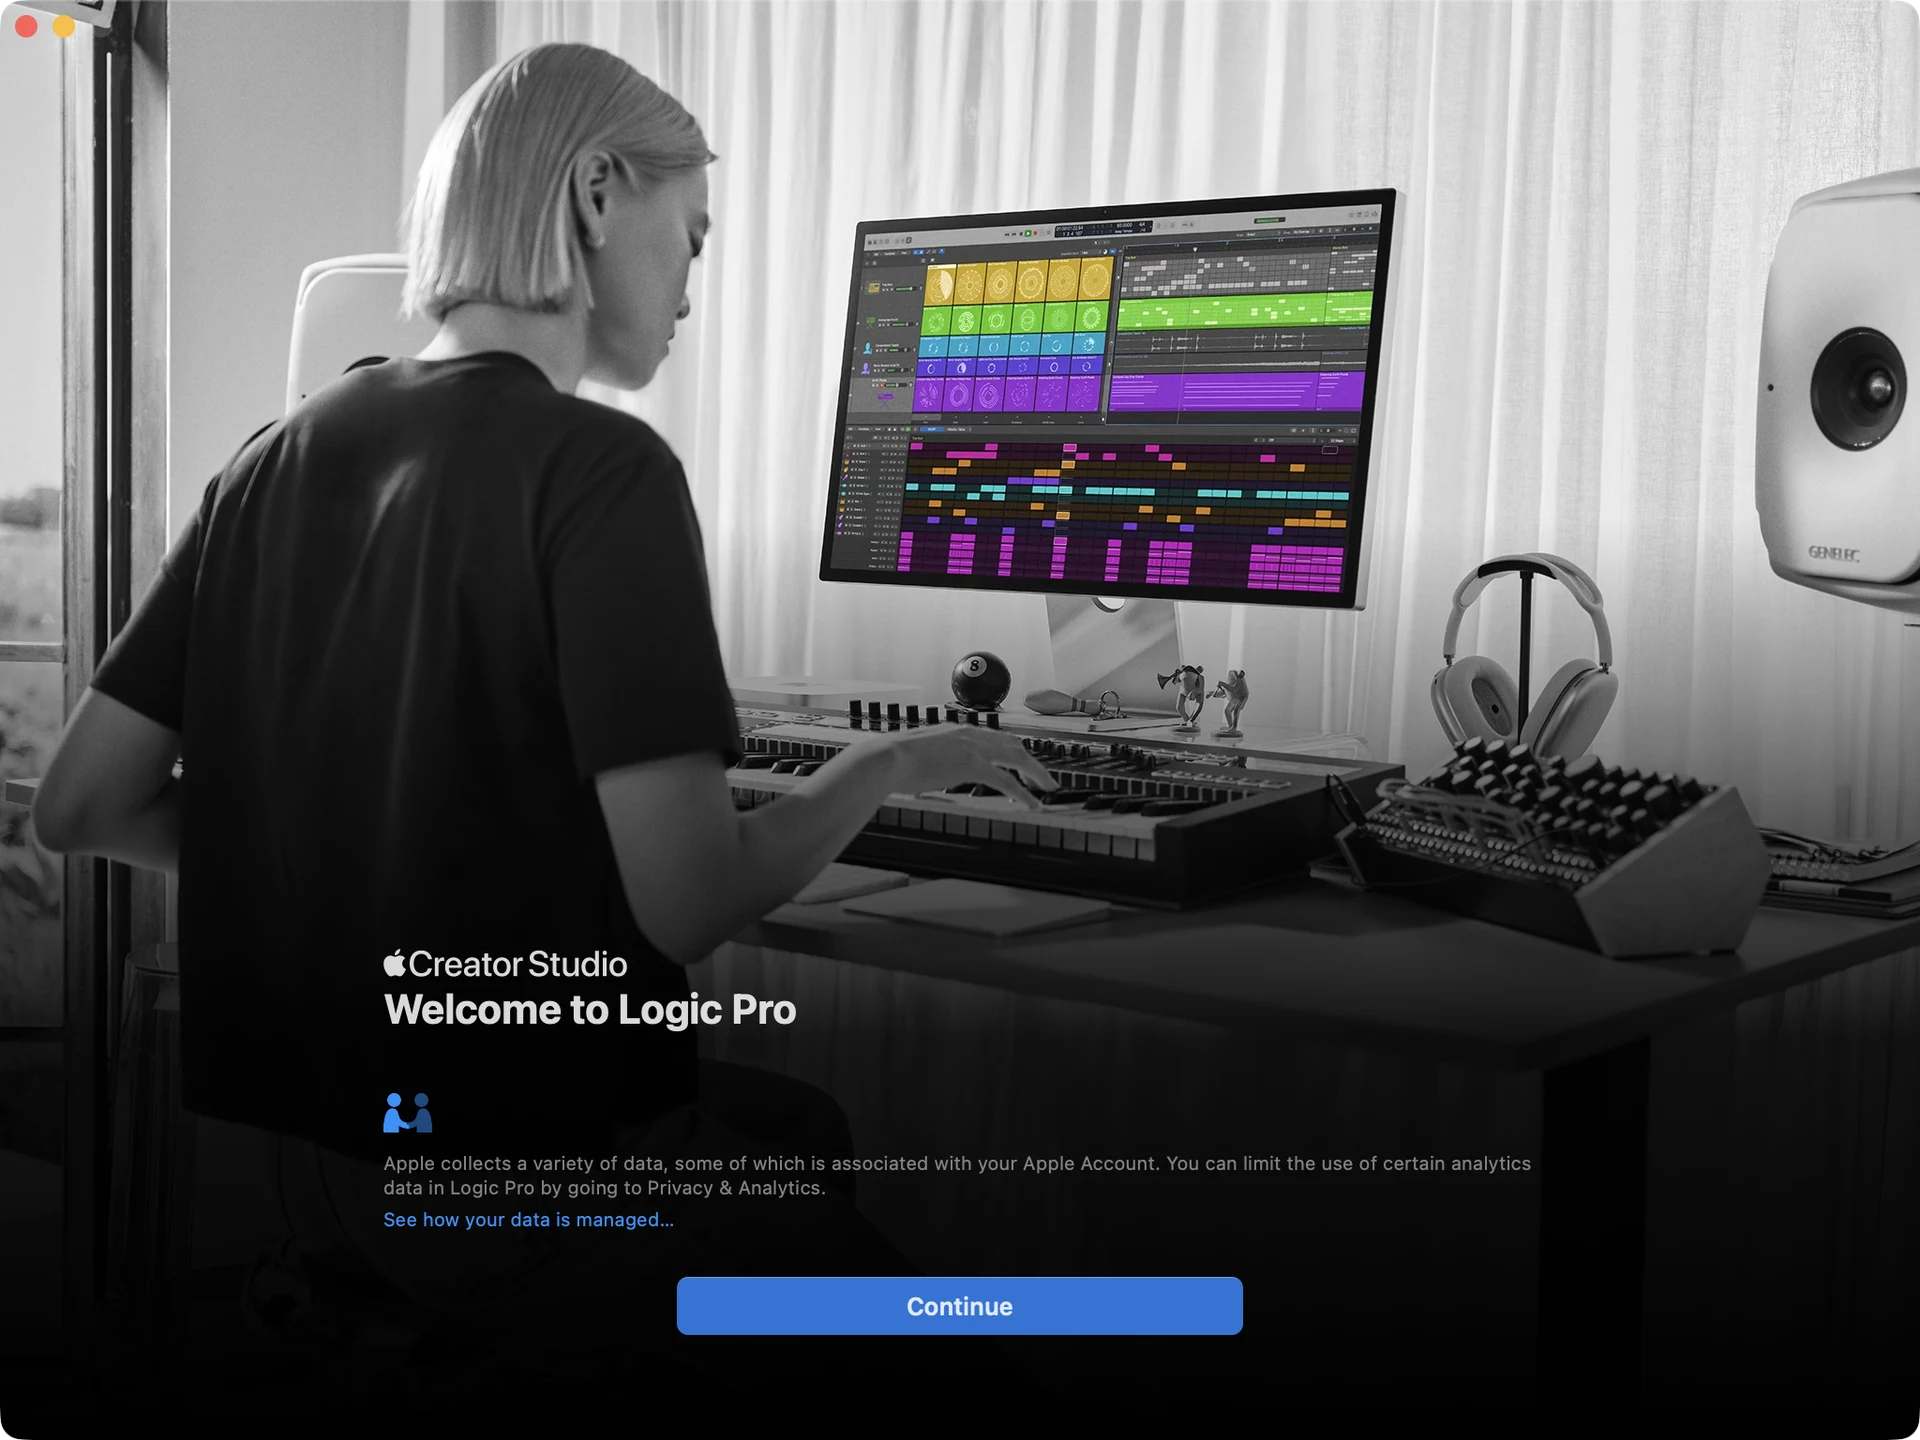 8
GENELEC
Creator Studio
Welcome to Logic Pro
Apple collects a variety of data, some of which is associated with your Apple Account. You can limit the use of certain analytics
data in Logic Pro by going to Privacy & Analytics.
See how your data is managed...
Continue